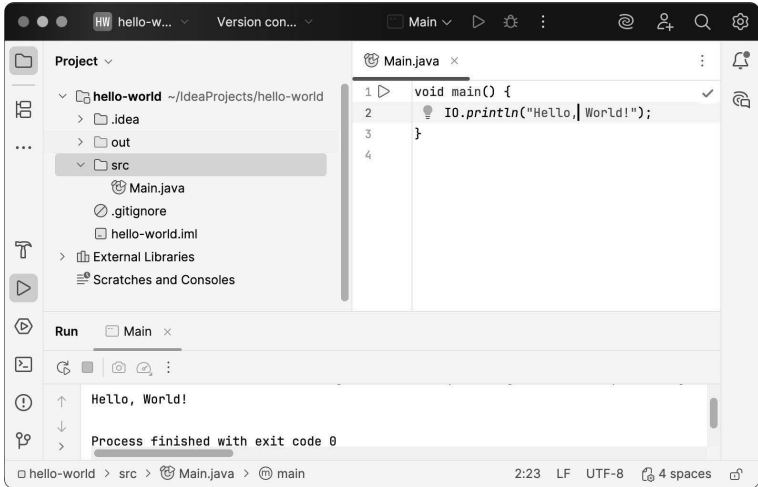 HW hello-w... Version con... Main
Project
hello-world ~/IdeaProjects/hello-world
.idea
out
src
Main.java
.gitignore
hello-world.iml
External Libraries
Scratches and Consoles
Main.java
1 void main() {
2 IO.println("Hello, World!");
3 }
4
Run Main
Hello, World!
Process finished with exit code 0
hello-world > src > Main.java > main 2:23 LF UTF-8 4 spaces